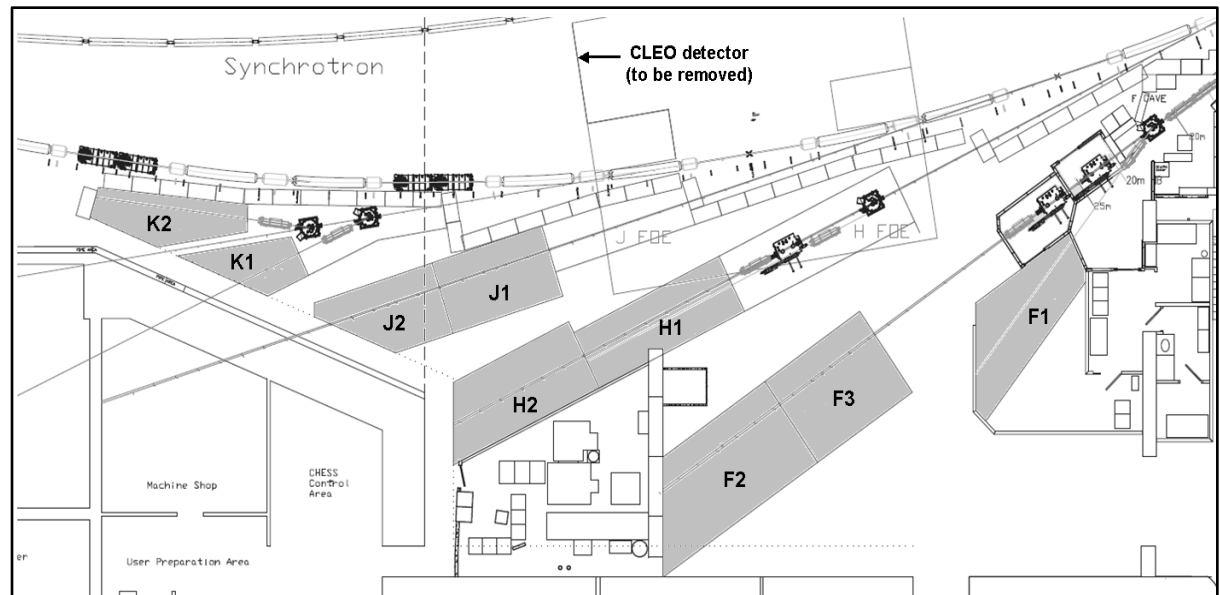 CLEO detector
(to be removed)
Synchrotron
F CAVE
20m
20m
25m
K2
K1
J FOE
H FOE
J1
J2
H1
H2
F1
F3
F2
Machine Shop
CHESS
Control
Area
User Preparation Area
er